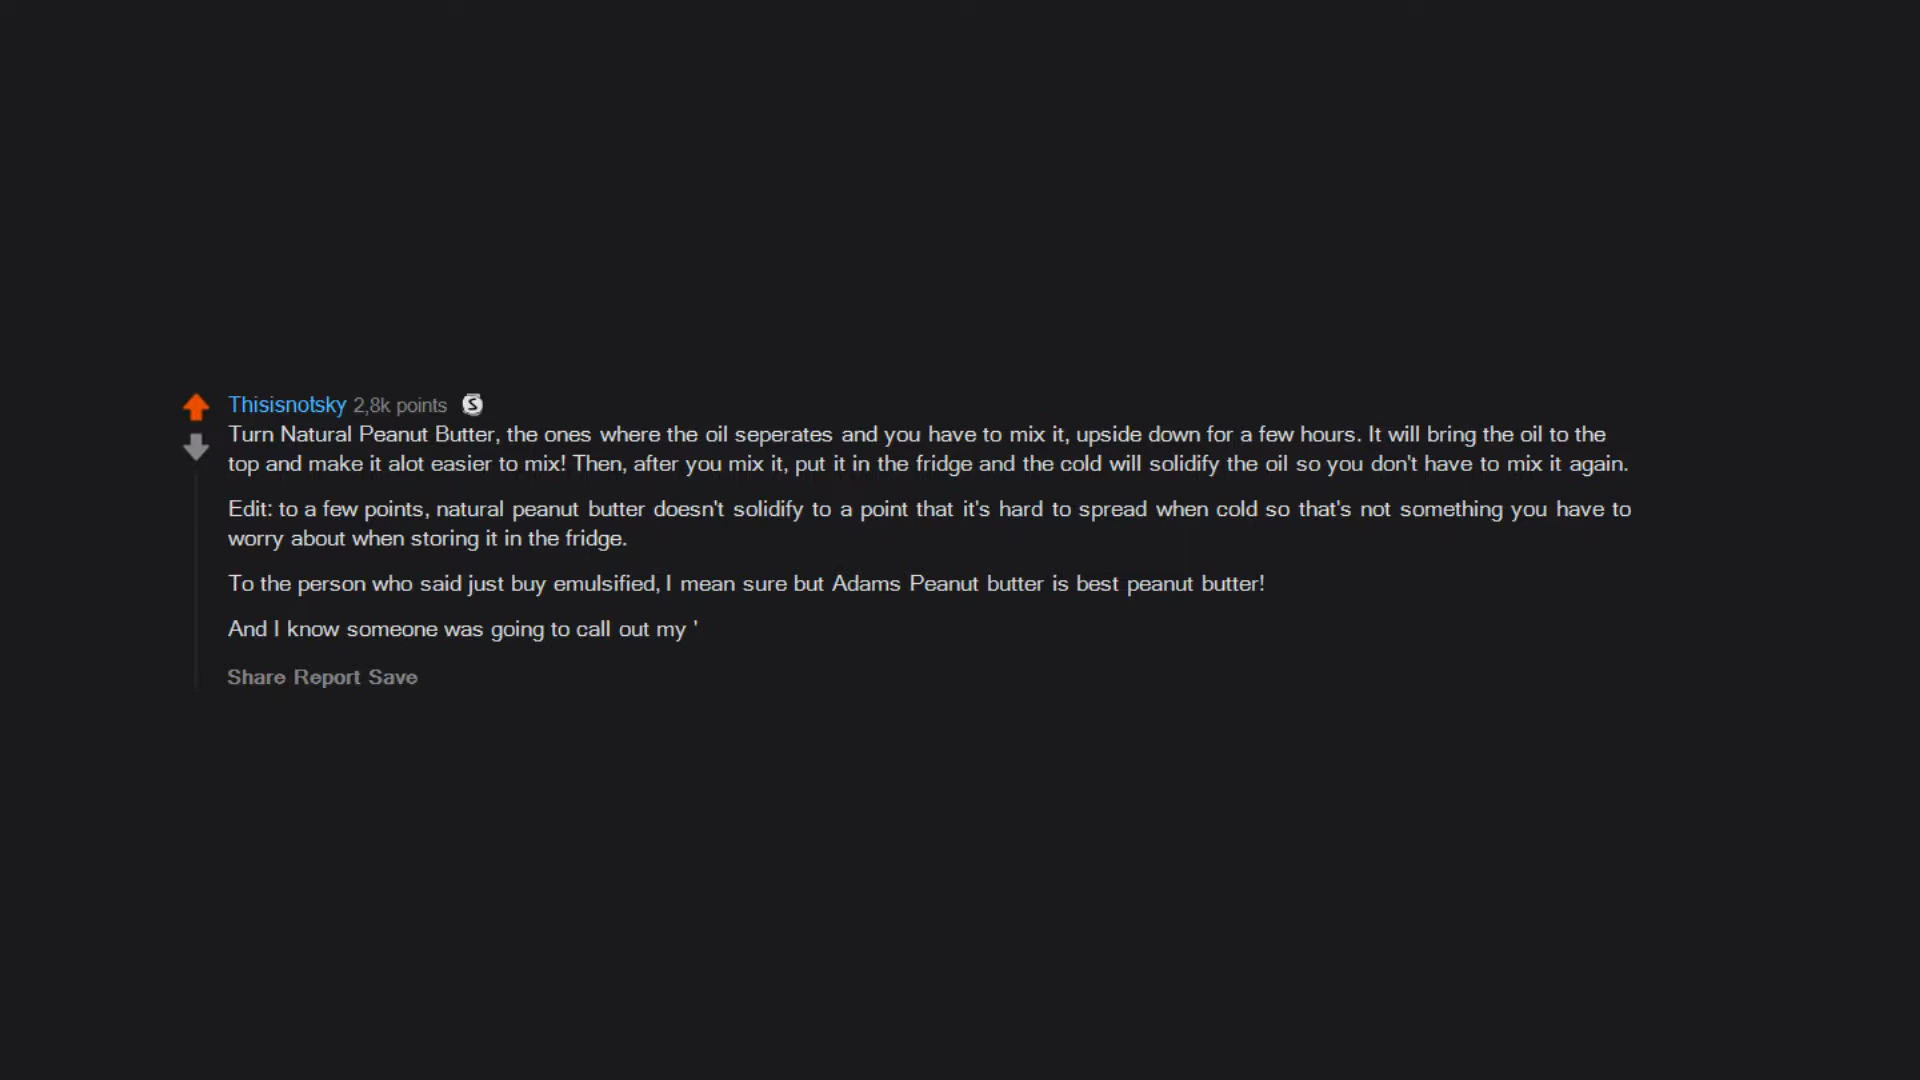 Thisisnotsky 2,8k points S
Turn Natural Peanut Butter, the ones where the oil seperates and you have to mix it, upside down for a few hours. It will bring the oil to the
top and make it alot easier to mix! Then, after you mix it, put it in the fridge and the cold will solidify the oil so you don't have to mix it again.
Edit: to a few points, natural peanut butter doesn't solidify to a point that it's hard to spread when cold so that's not something you have to
worry about when storing it in the fridge.
To the person who said just buy emulsified, I mean sure but Adams Peanut butter is best peanut butter!
And I know someone was going to call out my '
Share Report Save